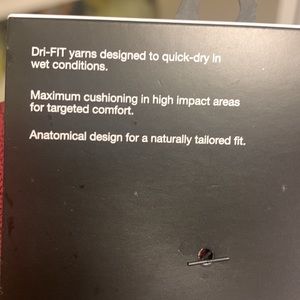 Dri-FIT yarns designed to quick-dry in
wet conditions.
Maximum cushioning in high impact areas
for targeted comfort.
Anatomical design for a naturally tailored fit.